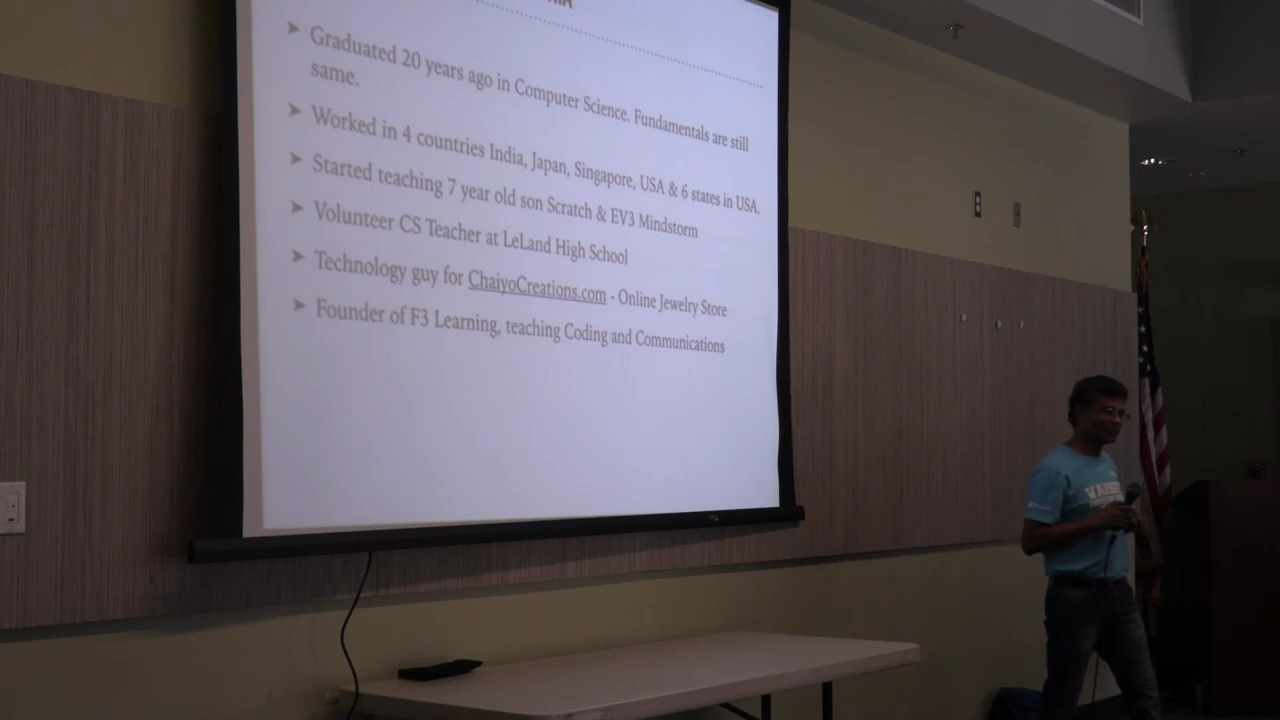 ➤ Graduated 20 years ago in Computer Science. Fundamentals are still
same.
➤ Worked in 4 countries India, Japan, Singapore, USA & 6 states in USA.
➤ Started teaching 7 year old son Scratch & EV3 Mindstorm
➤ Volunteer CS Teacher at LeLand High School
➤ Technology guy for ChaiyoCreations.com - Online Jewelry Store
➤ Founder of F3 Learning, teaching Coding and Communications